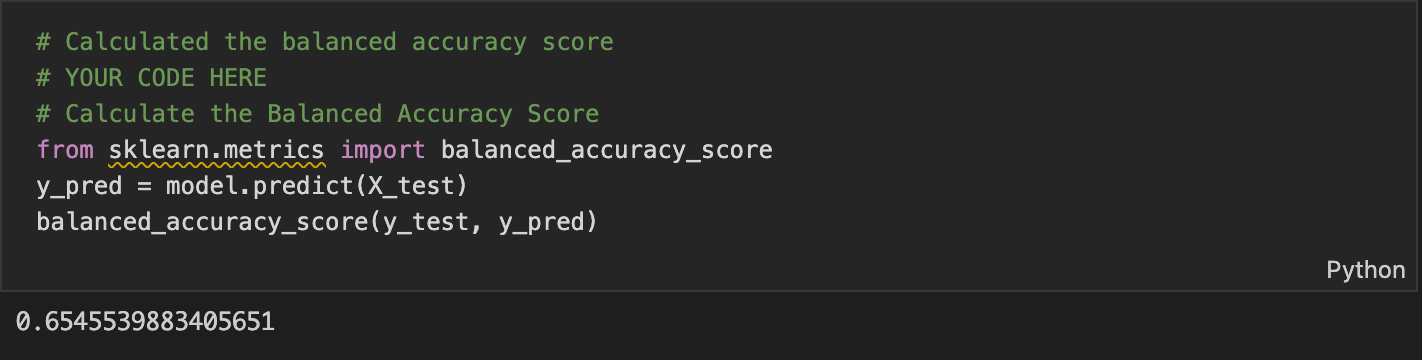 # Calculated the balanced accuracy score
# YOUR CODE HERE
# Calculate the Balanced Accuracy Score
from sklearn.metrics import balanced_accuracy_score
y_pred = model.predict(X_test)
balanced_accuracy_score(y_test, y_pred)
Python
0.6545539883405651